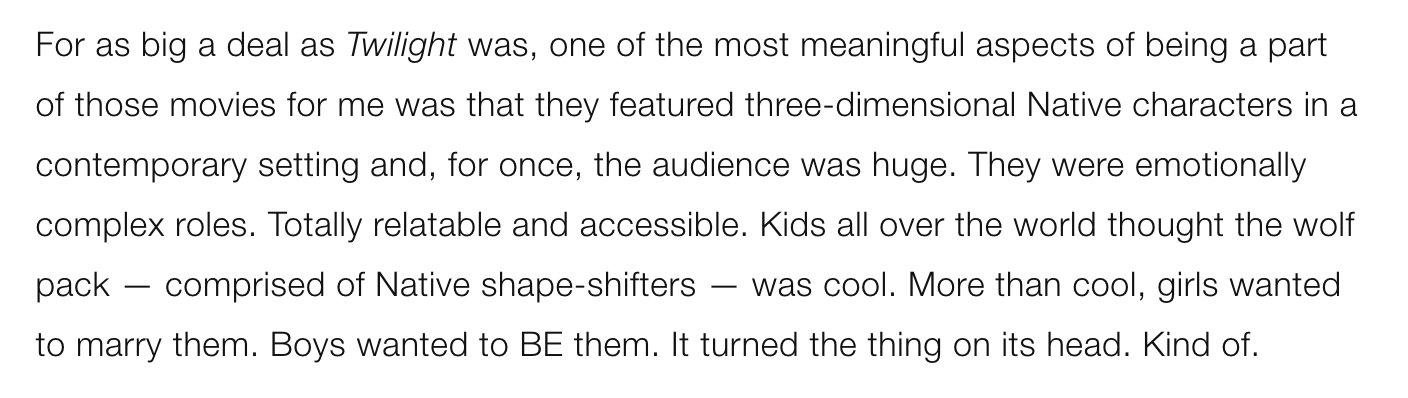 For as big a deal as Twilight was, one of the most meaningful aspects of being a part
of those movies for me was that they featured three-dimensional Native characters in a
contemporary setting and, for once, the audience was huge. They were emotionally
complex roles. Totally relatable and accessible. Kids all over the world thought the wolf
pack — comprised of Native shape-shifters — was cool. More than cool, girls wanted
to marry them. Boys wanted to BE them. It turned the thing on its head. Kind of.